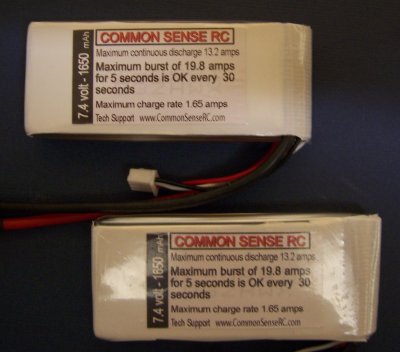 7.4 volt - 1650 mAh
COMMON SENSE RC
Maximum continuous discharge 13.2 amps
Maximum burst of 19.8 amps
for 5 seconds is OK every 30
seconds
Maximum charge rate 1.65 amps
Tech Support www.CommonSenseRC.com
7.4 volt - 1650 mAh
COMMON SENSE RC
Maximum continuous discharge 13.2 amps
Maximum burst of 19.8 amps
for 5 seconds is OK every 30
seconds
Maximum charge rate 1.65 amps
Tech Support www.CommonSenseRC.com